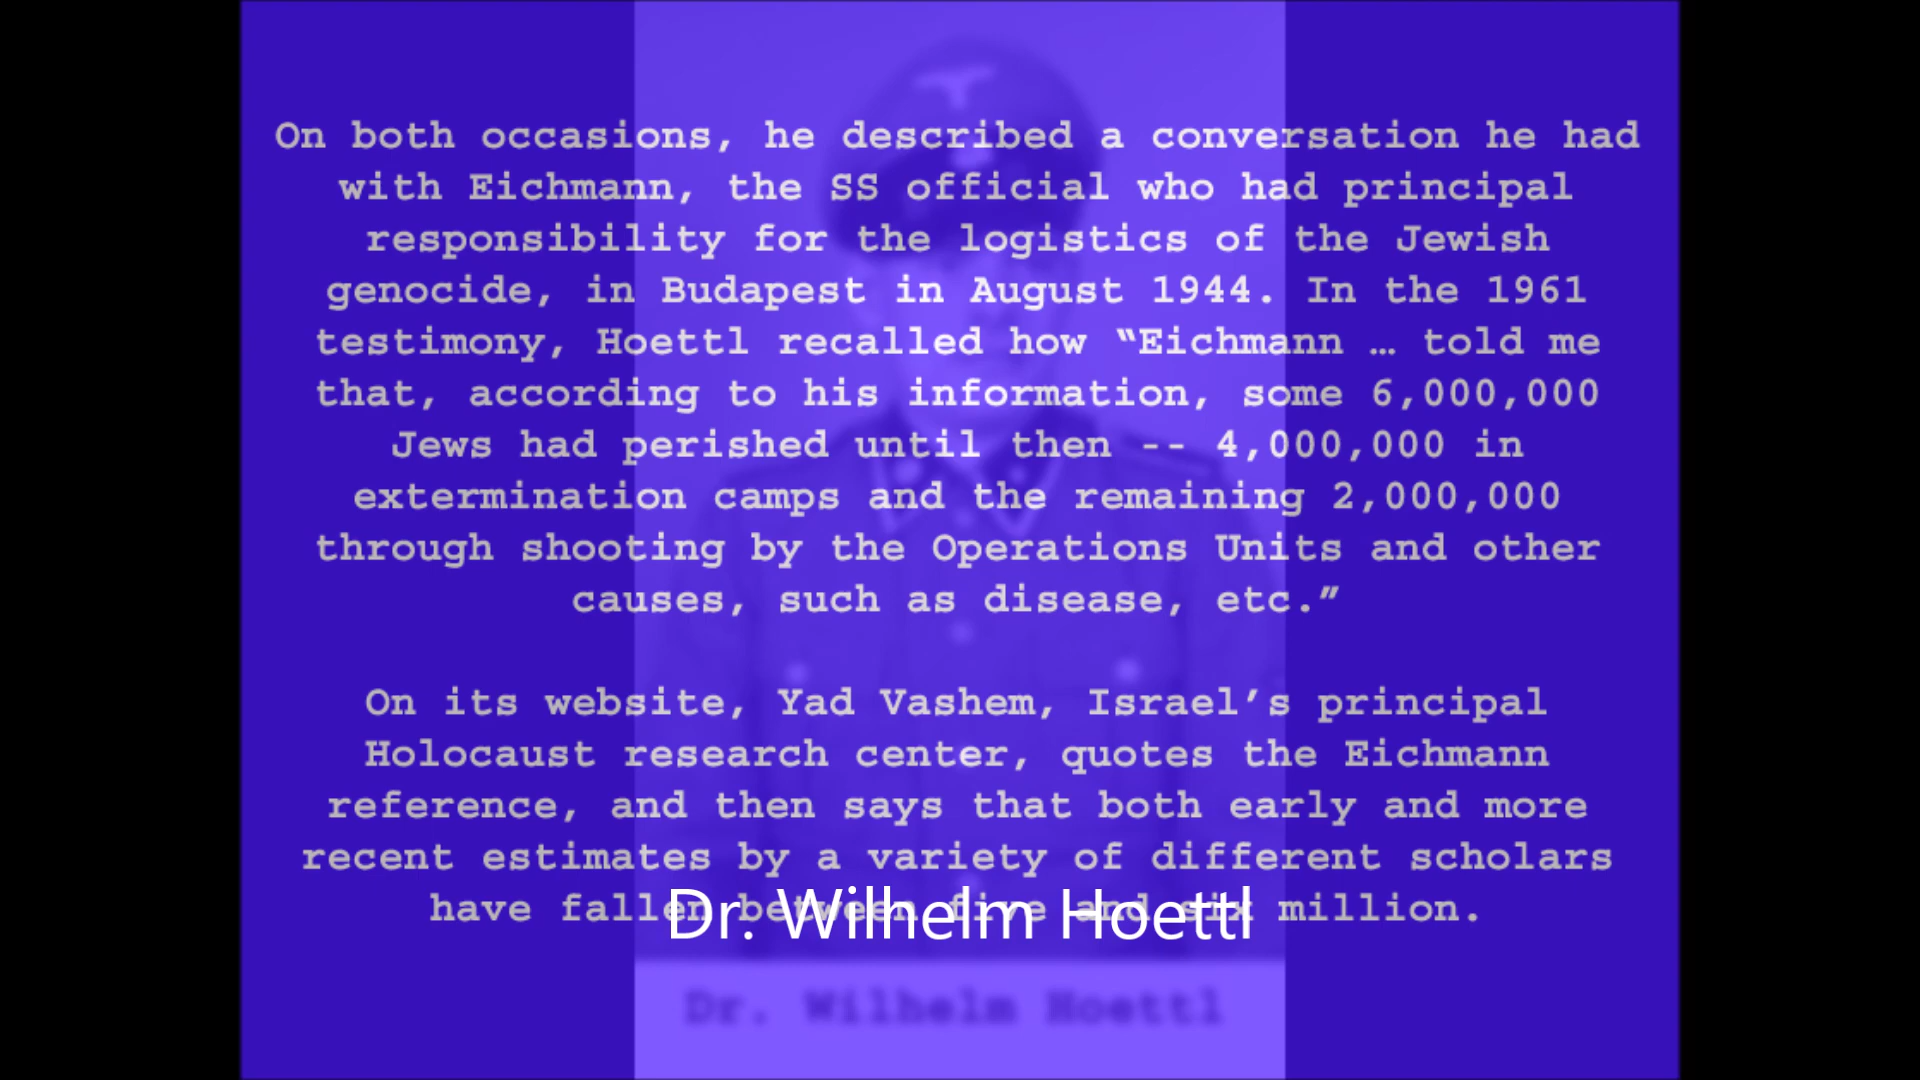 On both occasions, he described a conversation he had
with Eichmann, the SS official who had principal
responsibility for the logistics of the Jewish
genocide, in Budapest in August 1944. In the 1961
testimony, Hoettl recalled how “Eichmann … told me
that, according to his information, some 6,000,000
Jews had perished until then -- 4,000,000 in
extermination camps and the remaining 2,000,000
through shooting by the Operations Units and other
causes, such as disease, etc.”
On its website, Yad Vashem, Israel’s principal
Holocaust research center, quotes the Eichmann
reference, and then says that both early and more
recent estimates by a variety of different scholars
have fallen between five and six million.
Dr. Wilhelm Hoettl
Dr. Wilhelm Hoettl